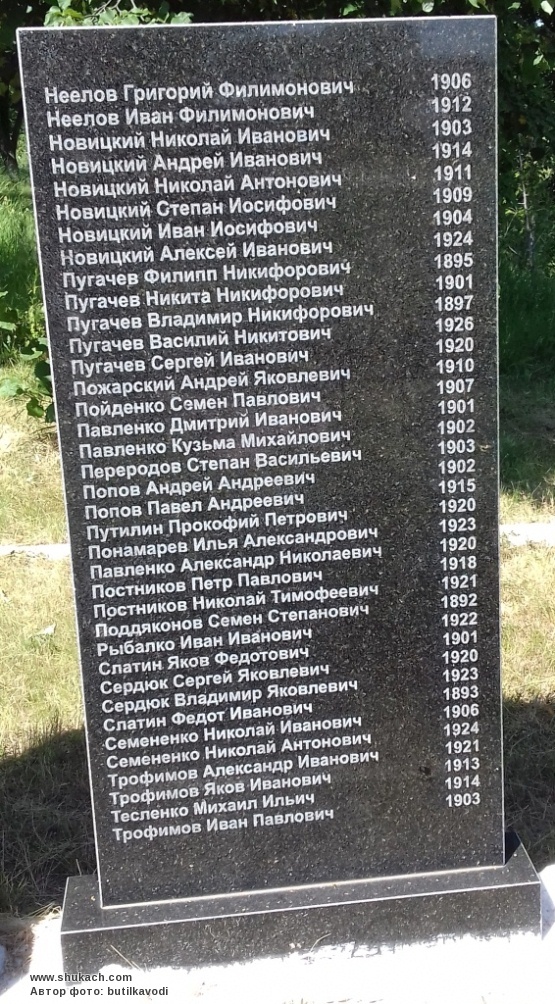 Неелов Григорий Филимонович 1906
Неелов Иван Филимонович 1912
Новицкий Николай Иванович 1903
Новицкий Андрей Иванович 1914
Новицкий Николай Антонович 1911
Новицкий Степан Иосифович 1909
Новицкий Иван Иосифович 1904
Новицкий Алексей Иванович 1924
Пугачев Филипп Никифорович 1895
Пугачев Никита Никифорович 1901
Пугачев Владимир Никифорович 1897
Пугачев Василий Никитович 1926
Пугачев Сергей Иванович 1920
Пожарский Андрей Яковлевич 1910
Пойденко Семен Павлович 1907
Павленко Дмитрий Иванович 1901
Павленко Кузьма Михайлович 1902
Переродов Степан Васильевич 1903
Попов Андрей Андреевич 1902
Попов Павел Андреевич 1915
Путилин Прокофий Петрович 1920
Понамарев Илья Александрович 1923
Павленко Александр Николаевич 1920
Постников Петр Павлович 1918
Постников Николай Тимофеевич 1921
Поддяконов Семен Степанович 1892
Рыбалко Иван Иванович 1922
Слатин Яков Федотович 1901
Сердюк Сергей Яковлевич 1920
Сердюк Владимир Яковлевич 1923
Слатин Федот Иванович 1893
Семененко Николай Иванович 1906
Семененко Николай Антонович 1924
Трофимов Александр Иванович 1921
Трофимов Яков Иванович 1913
Тесленко Михаил Ильич 1914
Трофимов Иван Павлович 1903
www.shukach.com
Автор фото: butilkavodi